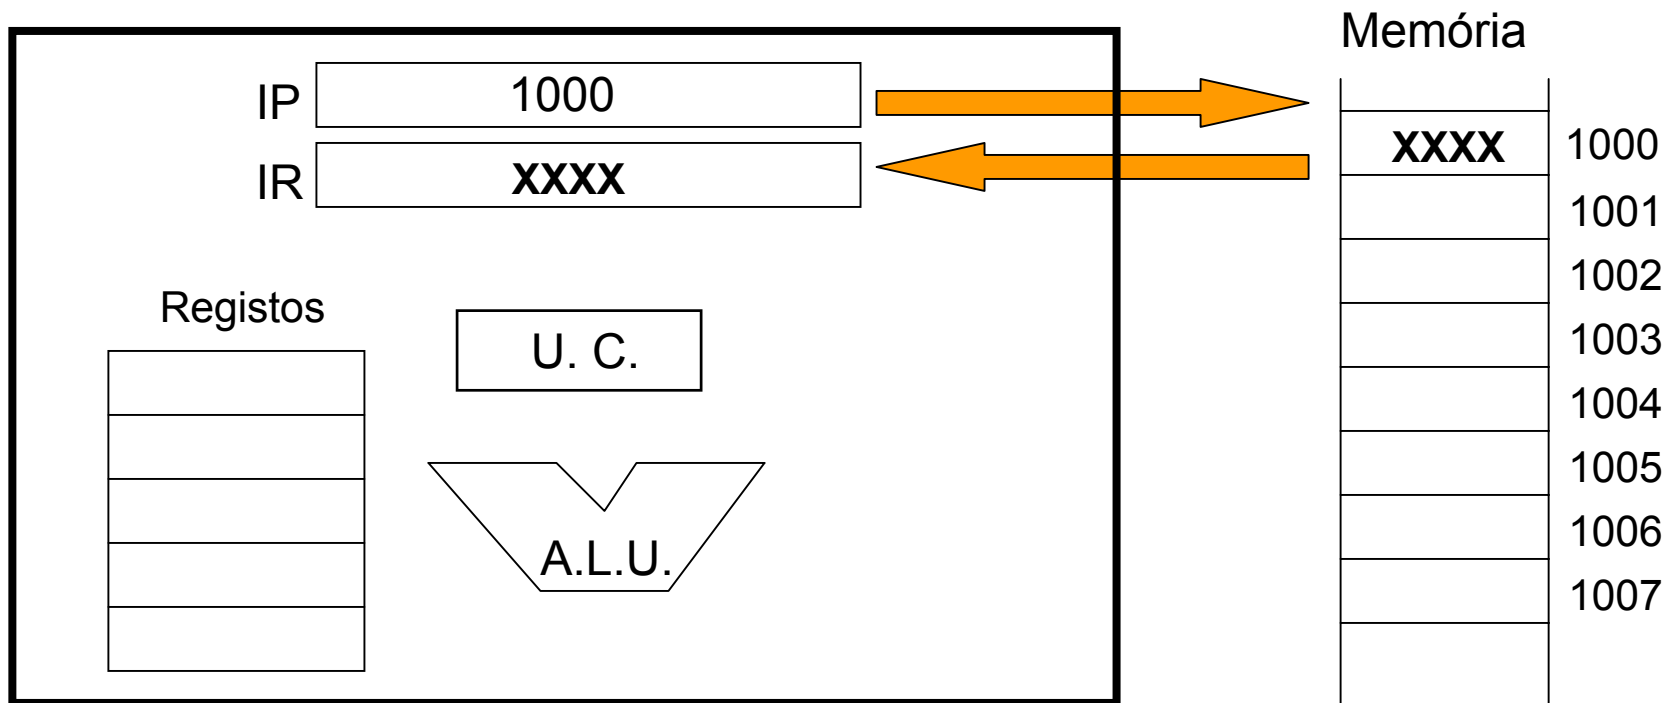 Memória
IP 1000
XXXX 1000
IR XXXX
1001
1002
Registos
U. C.
1003
1004
1005
A.L.U.
1006
1007